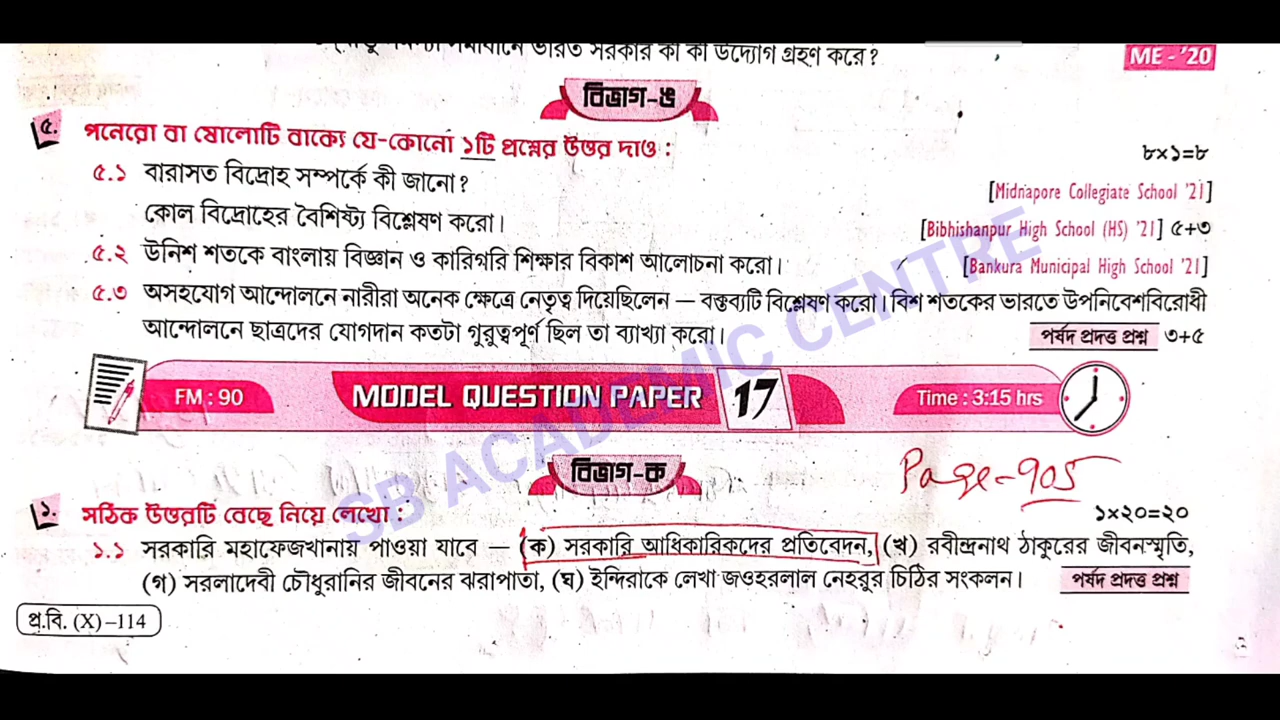 সমাধানে ভারত সরকার কী কী উদ্যোগ গ্রহণ করে?
ME - '20
বিভাগ-ঙ
৫. পনেরো বা ষোলোটি বাক্যে যে-কোনো ১টি প্রশ্নের উত্তর দাও : ৮×১=৮
৫.১ বারাসত বিদ্রোহ সম্পর্কে কী জানো? [Midnapore Collegiate School '21]
কোল বিদ্রোহের বৈশিষ্ট্য বিশ্লেষণ করো। [Bibhishanpur High School (HS) '21] ৫+৩
৫.২ উনিশ শতকে বাংলায় বিজ্ঞান ও কারিগরি শিক্ষার বিকাশ আলোচনা করো। [Bankura Municipal High School '21]
৫.৩ অসহযোগ আন্দোলনে নারীরা অনেক ক্ষেত্রে নেতৃত্ব দিয়েছিলেন — বক্তব্যটি বিশ্লেষণ করো। বিশ শতকের ভারতে উপনিবেশবিরোধী
আন্দোলনে ছাত্রদের যোগদান কতটা গুরুত্বপূর্ণ ছিল তা ব্যাখ্যা করো। পর্ষদ প্রদত্ত প্রশ্ন ৩+৫
FM : 90 MODEL QUESTION PAPER 17 Time : 3:15 hrs
বিভাগ-ক
Page-905
১. সঠিক উত্তরটি বেছে নিয়ে লেখো : ১×২০=২০
১.১ সরকারি মহাফেজখানায় পাওয়া যাবে — (ক) সরকারি আধিকারিকদের প্রতিবেদন, (খ) রবীন্দ্রনাথ ঠাকুরের জীবনস্মৃতি,
(গ) সরলাদেবী চৌধুরানির জীবনের ঝরাপাতা, (ঘ) ইন্দিরাকে লেখা জওহরলাল নেহরুর চিঠির সংকলন। পর্ষদ প্রদত্ত প্রশ্ন
প্র.বি. (X)–114
SB ACADEMIC CENTRE